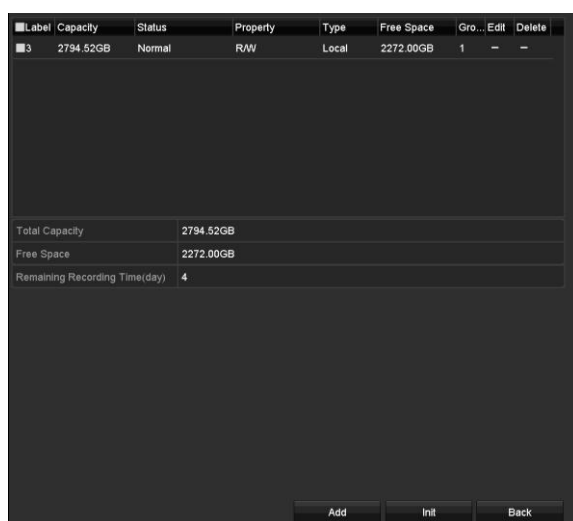 Label Capacity Status Property Type Free Space Gro... Edit Delete
3 2794.52GB Normal R/W Local 2272.00GB 1 – –
Total Capacity 2794.52GB
Free Space 2272.00GB
Remaining Recording Time(day) 4
Add Init Back